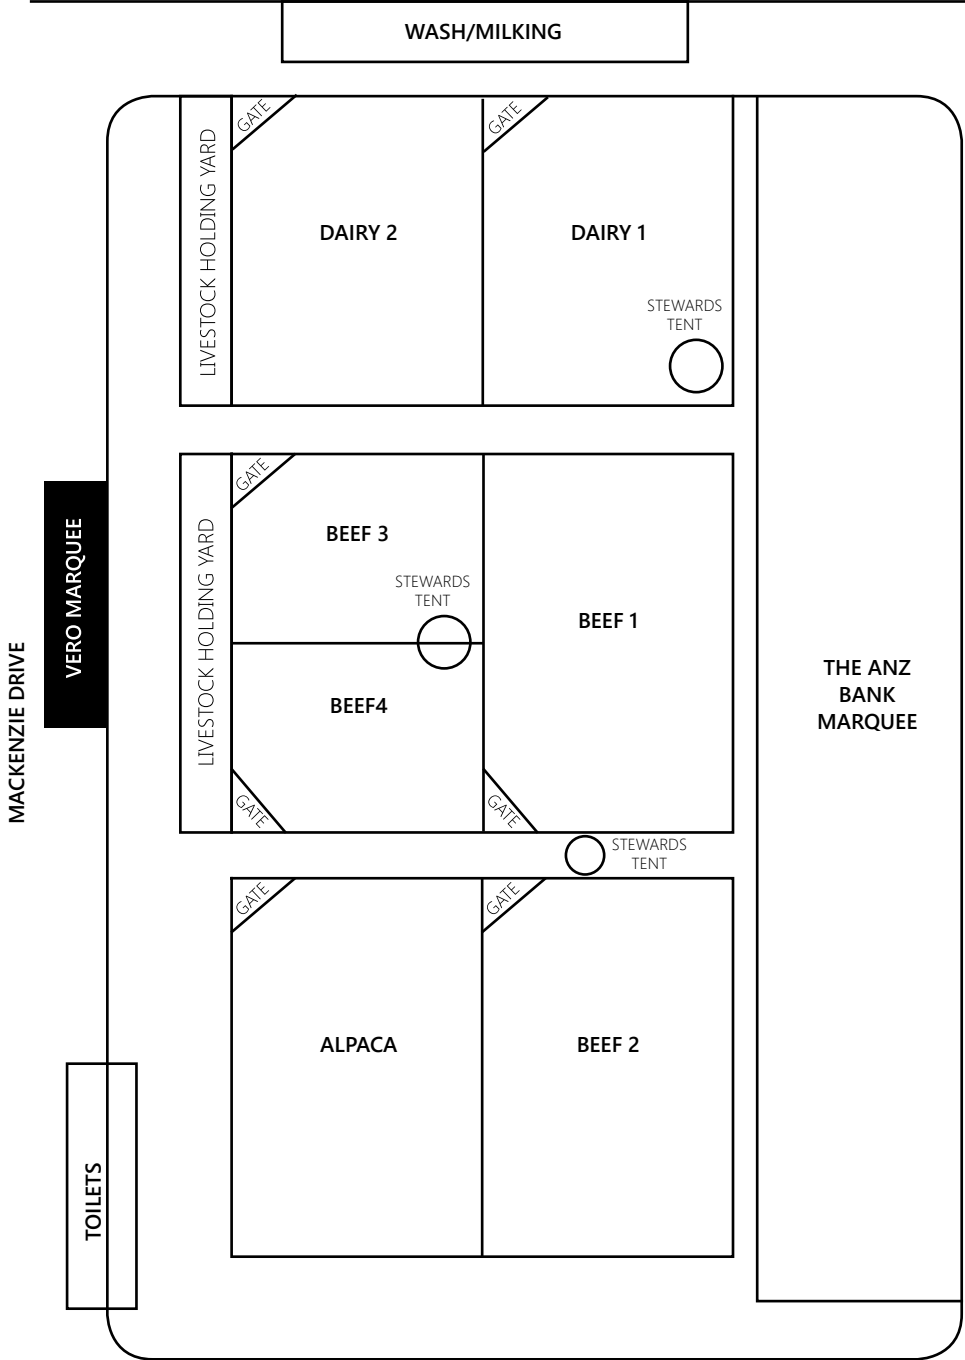 WASH/MILKING
GATE
GATE
LIVESTOCK HOLDING YARD
DAIRY 2
DAIRY 1
STEWARDS
TENT
GATE
LIVESTOCK HOLDING YARD
BEEF 3
STEWARDS
TENT
BEEF 1
BEEF4
GATE
GATE
VERO MARQUEE
MACKENZIE DRIVE
THE ANZ
BANK
MARQUEE
STEWARDS
TENT
GATE
GATE
ALPACA
BEEF 2
TOILETS